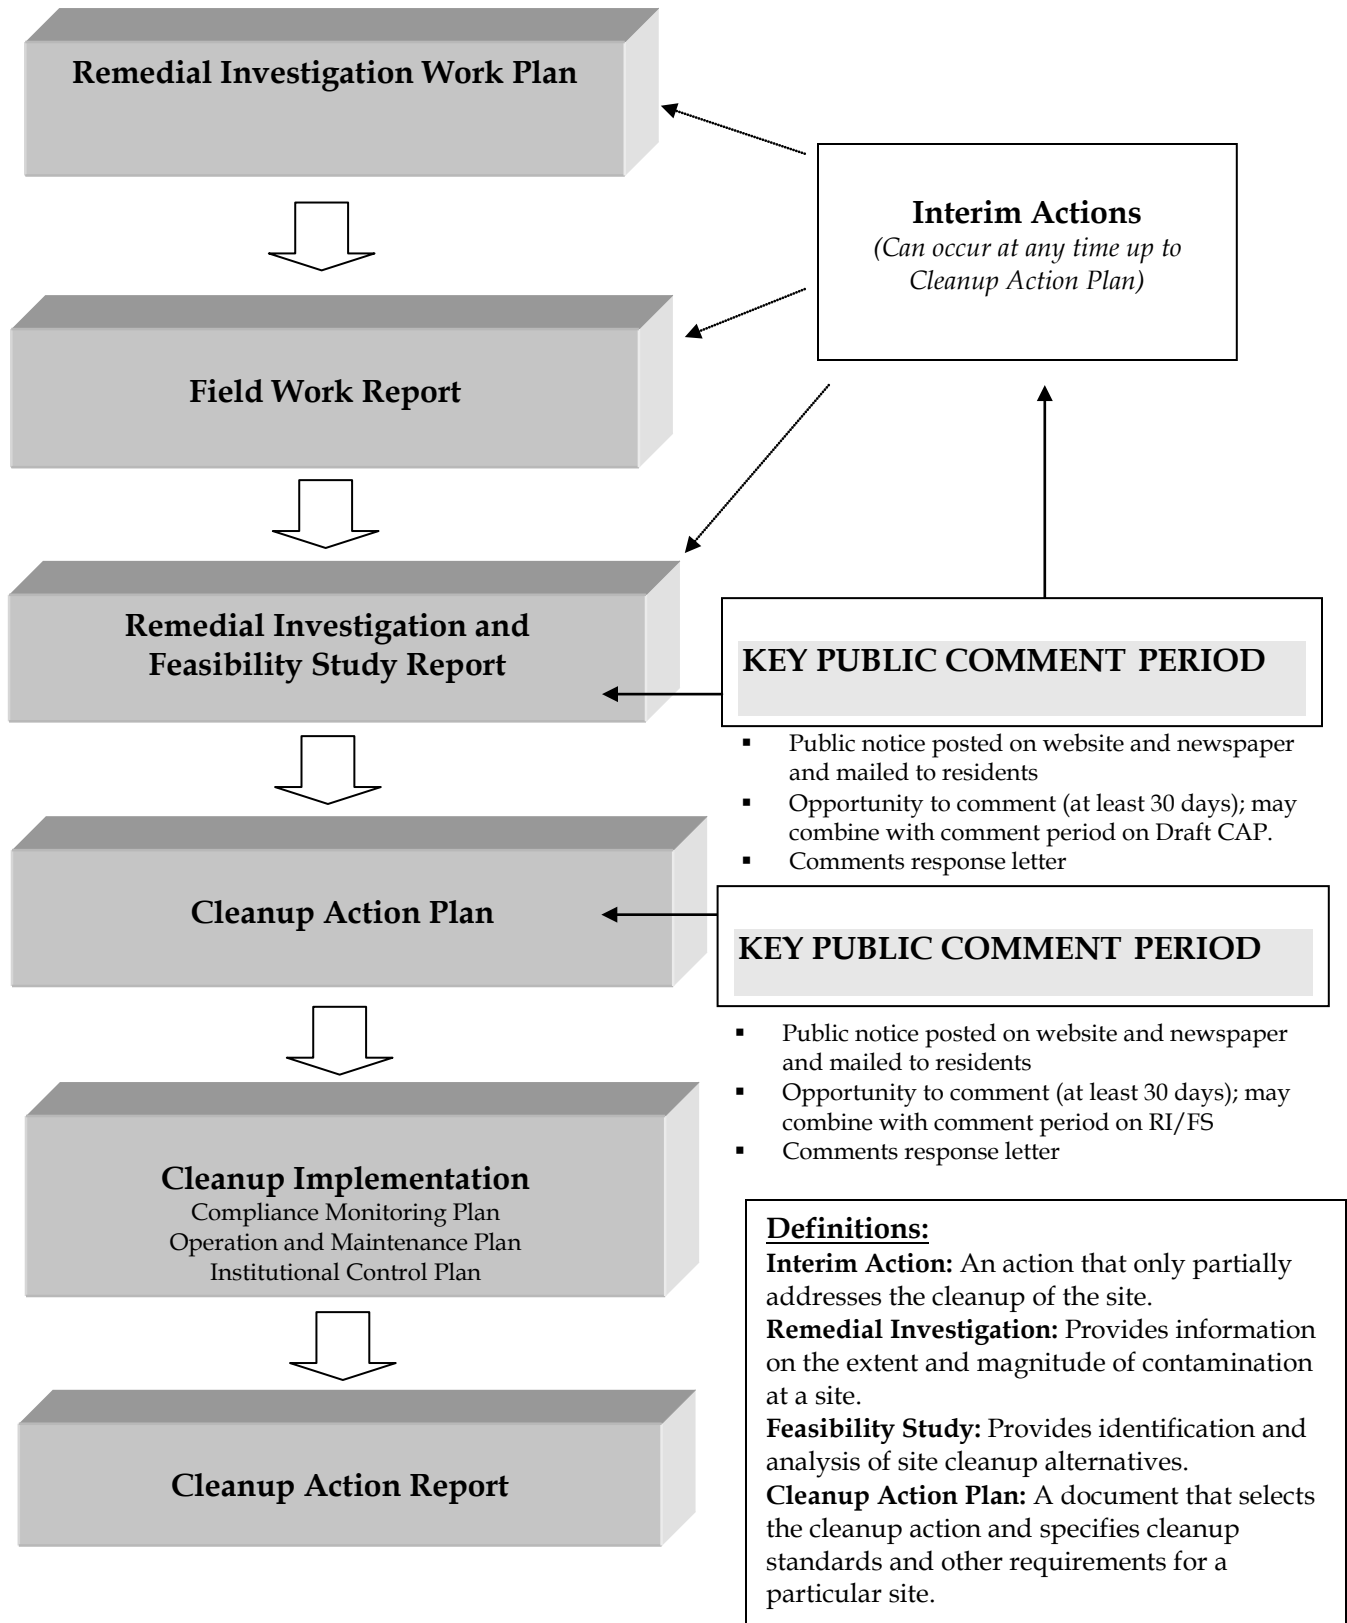 Remedial Investigation Work Plan
Interim Actions
(Can occur at any time up to
Cleanup Action Plan)
Field Work Report
Remedial Investigation and
Feasibility Study Report
KEY PUBLIC COMMENT PERIOD
▪ Public notice posted on website and newspaper
and mailed to residents
▪ Opportunity to comment (at least 30 days); may
combine with comment period on Draft CAP.
▪ Comments response letter
Cleanup Action Plan
KEY PUBLIC COMMENT PERIOD
▪ Public notice posted on website and newspaper
and mailed to residents
▪ Opportunity to comment (at least 30 days); may
combine with comment period on RI/FS
▪ Comments response letter
Cleanup Implementation
Compliance Monitoring Plan
Operation and Maintenance Plan
Institutional Control Plan
Cleanup Action Report
Definitions:
Interim Action: An action that only partially
addresses the cleanup of the site.
Remedial Investigation: Provides information
on the extent and magnitude of contamination
at a site.
Feasibility Study: Provides identification and
analysis of site cleanup alternatives.
Cleanup Action Plan: A document that selects
the cleanup action and specifies cleanup
standards and other requirements for a
particular site.